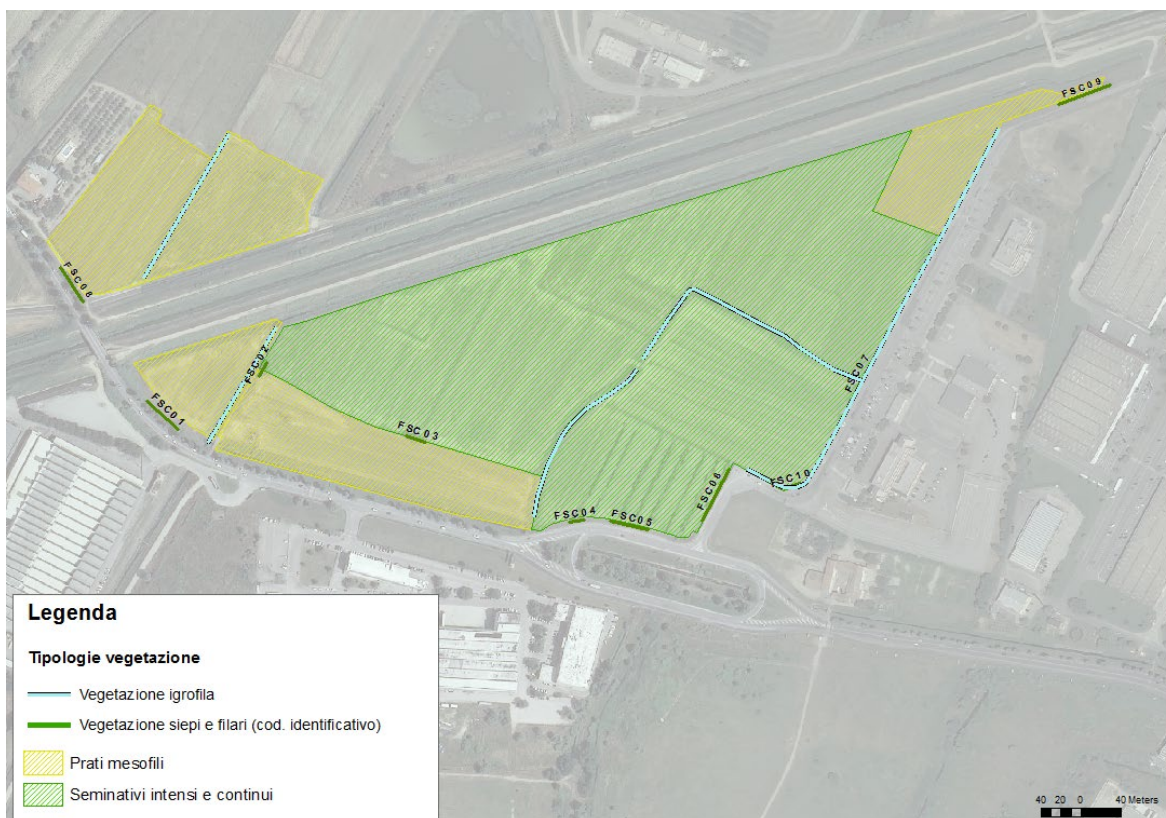 FSC09
FSC08
FSC02
FSC01
FSC03
FSC07
FSC10
FSC06
FSC04
FSC05
Legenda
Tipologie vegetazione
Vegetazione igrofila
Vegetazione siepi e filari (cod. identificativo)
Prati mesofili
Seminativi intensi e continui
40 20 0 40 Meters